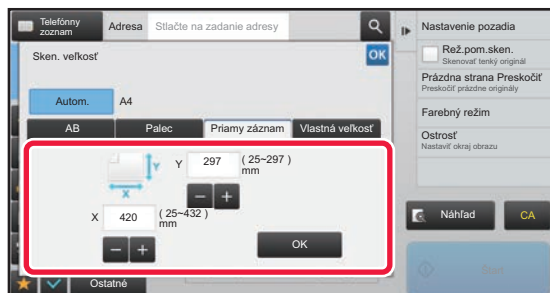 Telefónny
zoznam
Adresa
Stlačte na zadanie adresy
Sken. veľkosť
OK
Autom.
A4
AB
Palec
Priamy záznam
Vlastná veľkosť
Y
Y 297 ( 25~297 )
mm
X
X 420 ( 25~432 )
mm
OK
Ostatné
Nastavenie pozadia
Rež.pom.sken.
Skenovať tenký originál
Prázdna strana Preskočiť
Preskočiť prázdne originály
Farebný režim
Ostrosť
Nastaviť okraj obrazu
Náhľad
CA